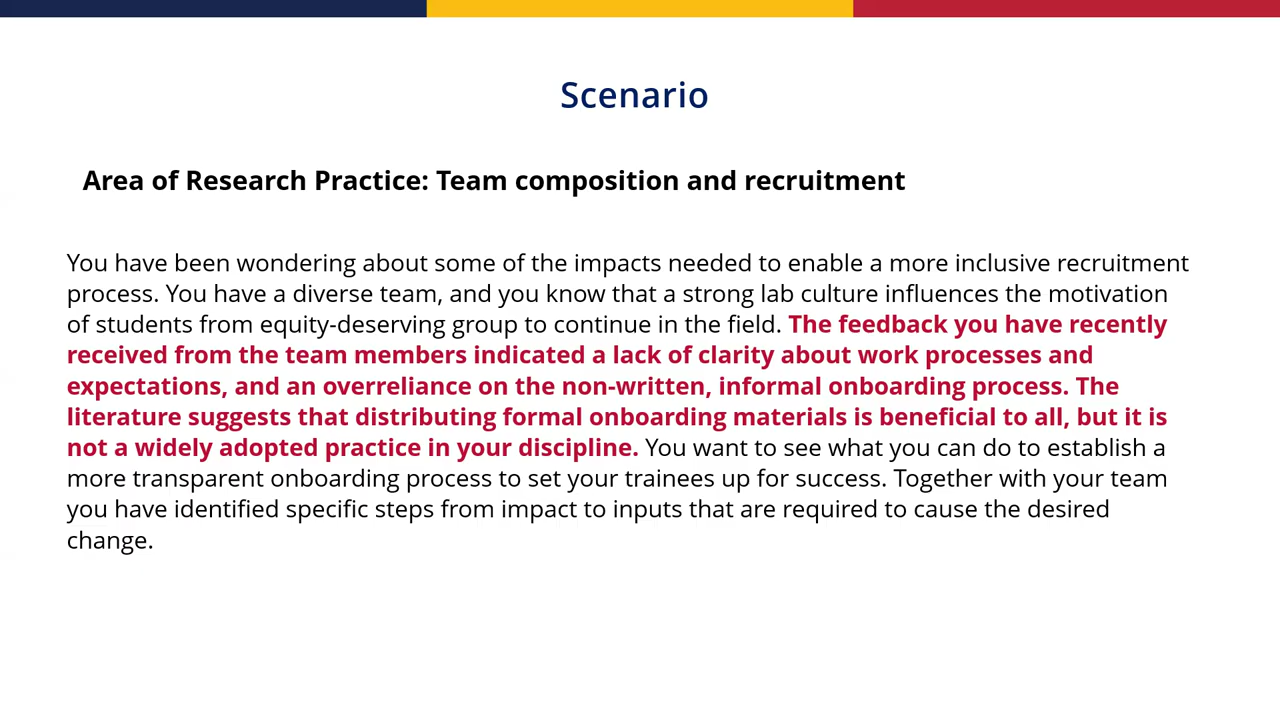 Scenario
Area of Research Practice: Team composition and recruitment
You have been wondering about some of the impacts needed to enable a more inclusive recruitment
process. You have a diverse team, and you know that a strong lab culture influences the motivation
of students from equity-deserving group to continue in the field. The feedback you have recently
received from the team members indicated a lack of clarity about work processes and
expectations, and an overreliance on the non-written, informal onboarding process. The
literature suggests that distributing formal onboarding materials is beneficial to all, but it is
not a widely adopted practice in your discipline. You want to see what you can do to establish a
more transparent onboarding process to set your trainees up for success. Together with your team
you have identified specific steps from impact to inputs that are required to cause the desired
change.